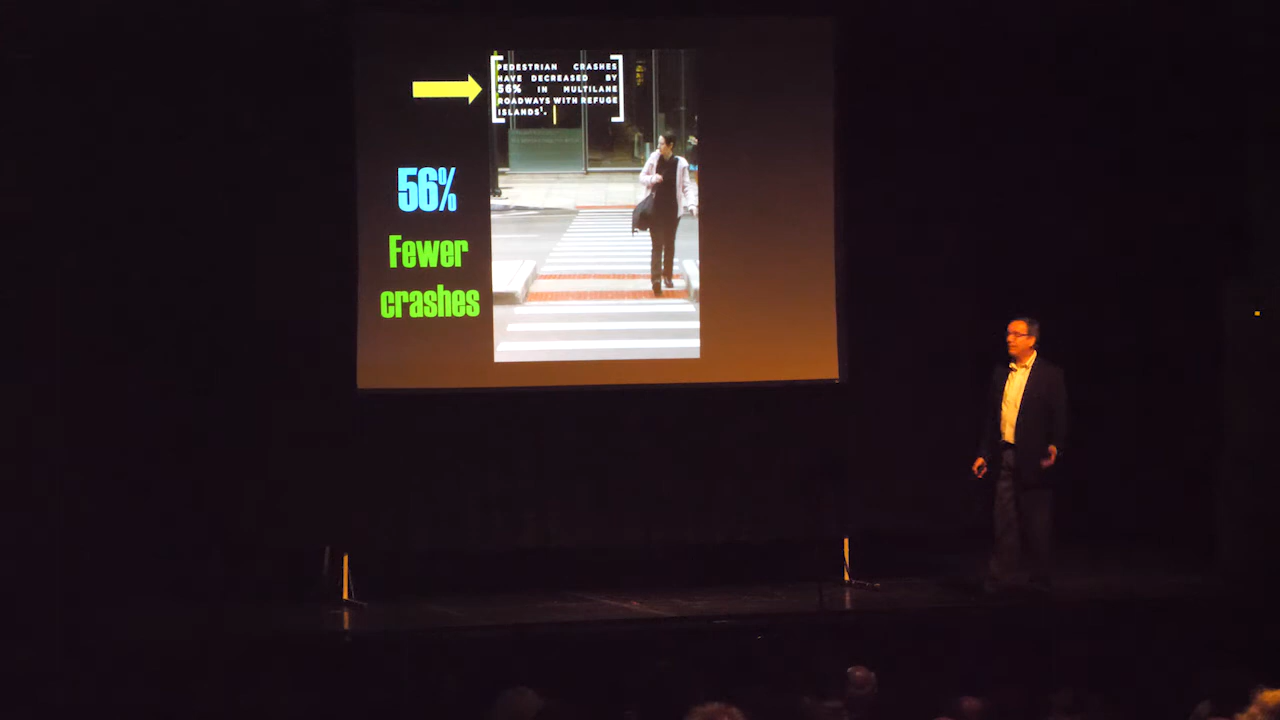 PEDESTRIAN CRASHES
HAVE DECREASED BY
56% IN MULTILANE
ROADWAYS WITH REFUGE
ISLANDS¹.
56%
Fewer
crashes